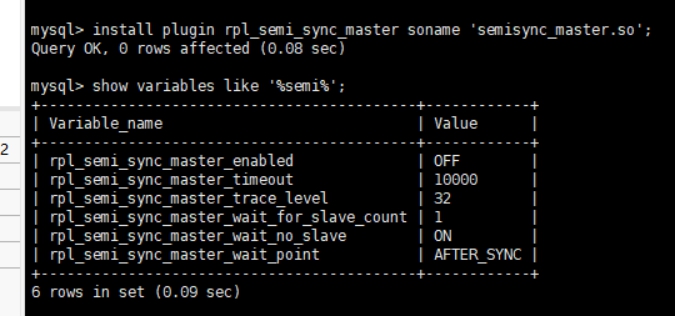 mysql> install plugin rpl_semi_sync_master soname 'semisync_master.so';
Query OK, 0 rows affected (0.08 sec)
mysql> show variables like '%semi%';
+-------------------------------------------+------------+
| Variable_name                             | Value      |
+-------------------------------------------+------------+
2
| rpl_semi_sync_master_enabled              | OFF        |
| rpl_semi_sync_master_timeout              | 10000      |
| rpl_semi_sync_master_trace_level          | 32         |
| rpl_semi_sync_master_wait_for_slave_count | 1          |
| rpl_semi_sync_master_wait_no_slave        | ON         |
| rpl_semi_sync_master_wait_point           | AFTER_SYNC |
+-------------------------------------------+------------+
6 rows in set (0.09 sec)